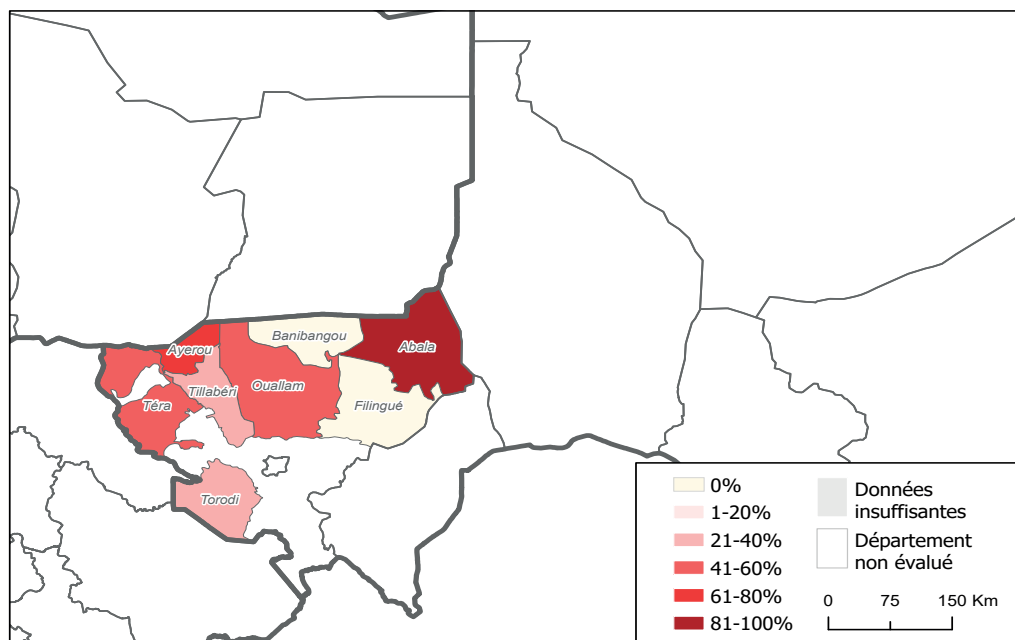 Banibangou
Ayerou
Abala
Tillabéri
Ouallam
Téra
Filingué
Torodi
0%
1-20%
21-40%
41-60%
61-80%
81-100%
Données
insuffisantes
Département
non évalué
0 75 150 Km